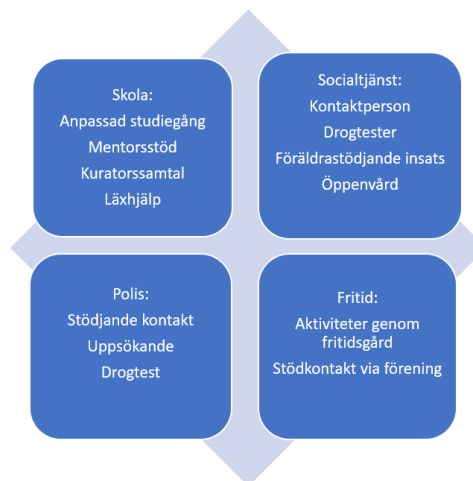 Skola:
Anpassad studiegång
Mentorsstöd
Kuratorssamtal
Läxhjälp
Socialtjänst:
Kontaktperson
Drogtester
Föräldrastödjande insats
Öppenvård
Polis:
Stödjande kontakt
Uppsökande
Drogtest
Fritid:
Aktiviteter genom
fritidsgård
Stödkontakt via förening